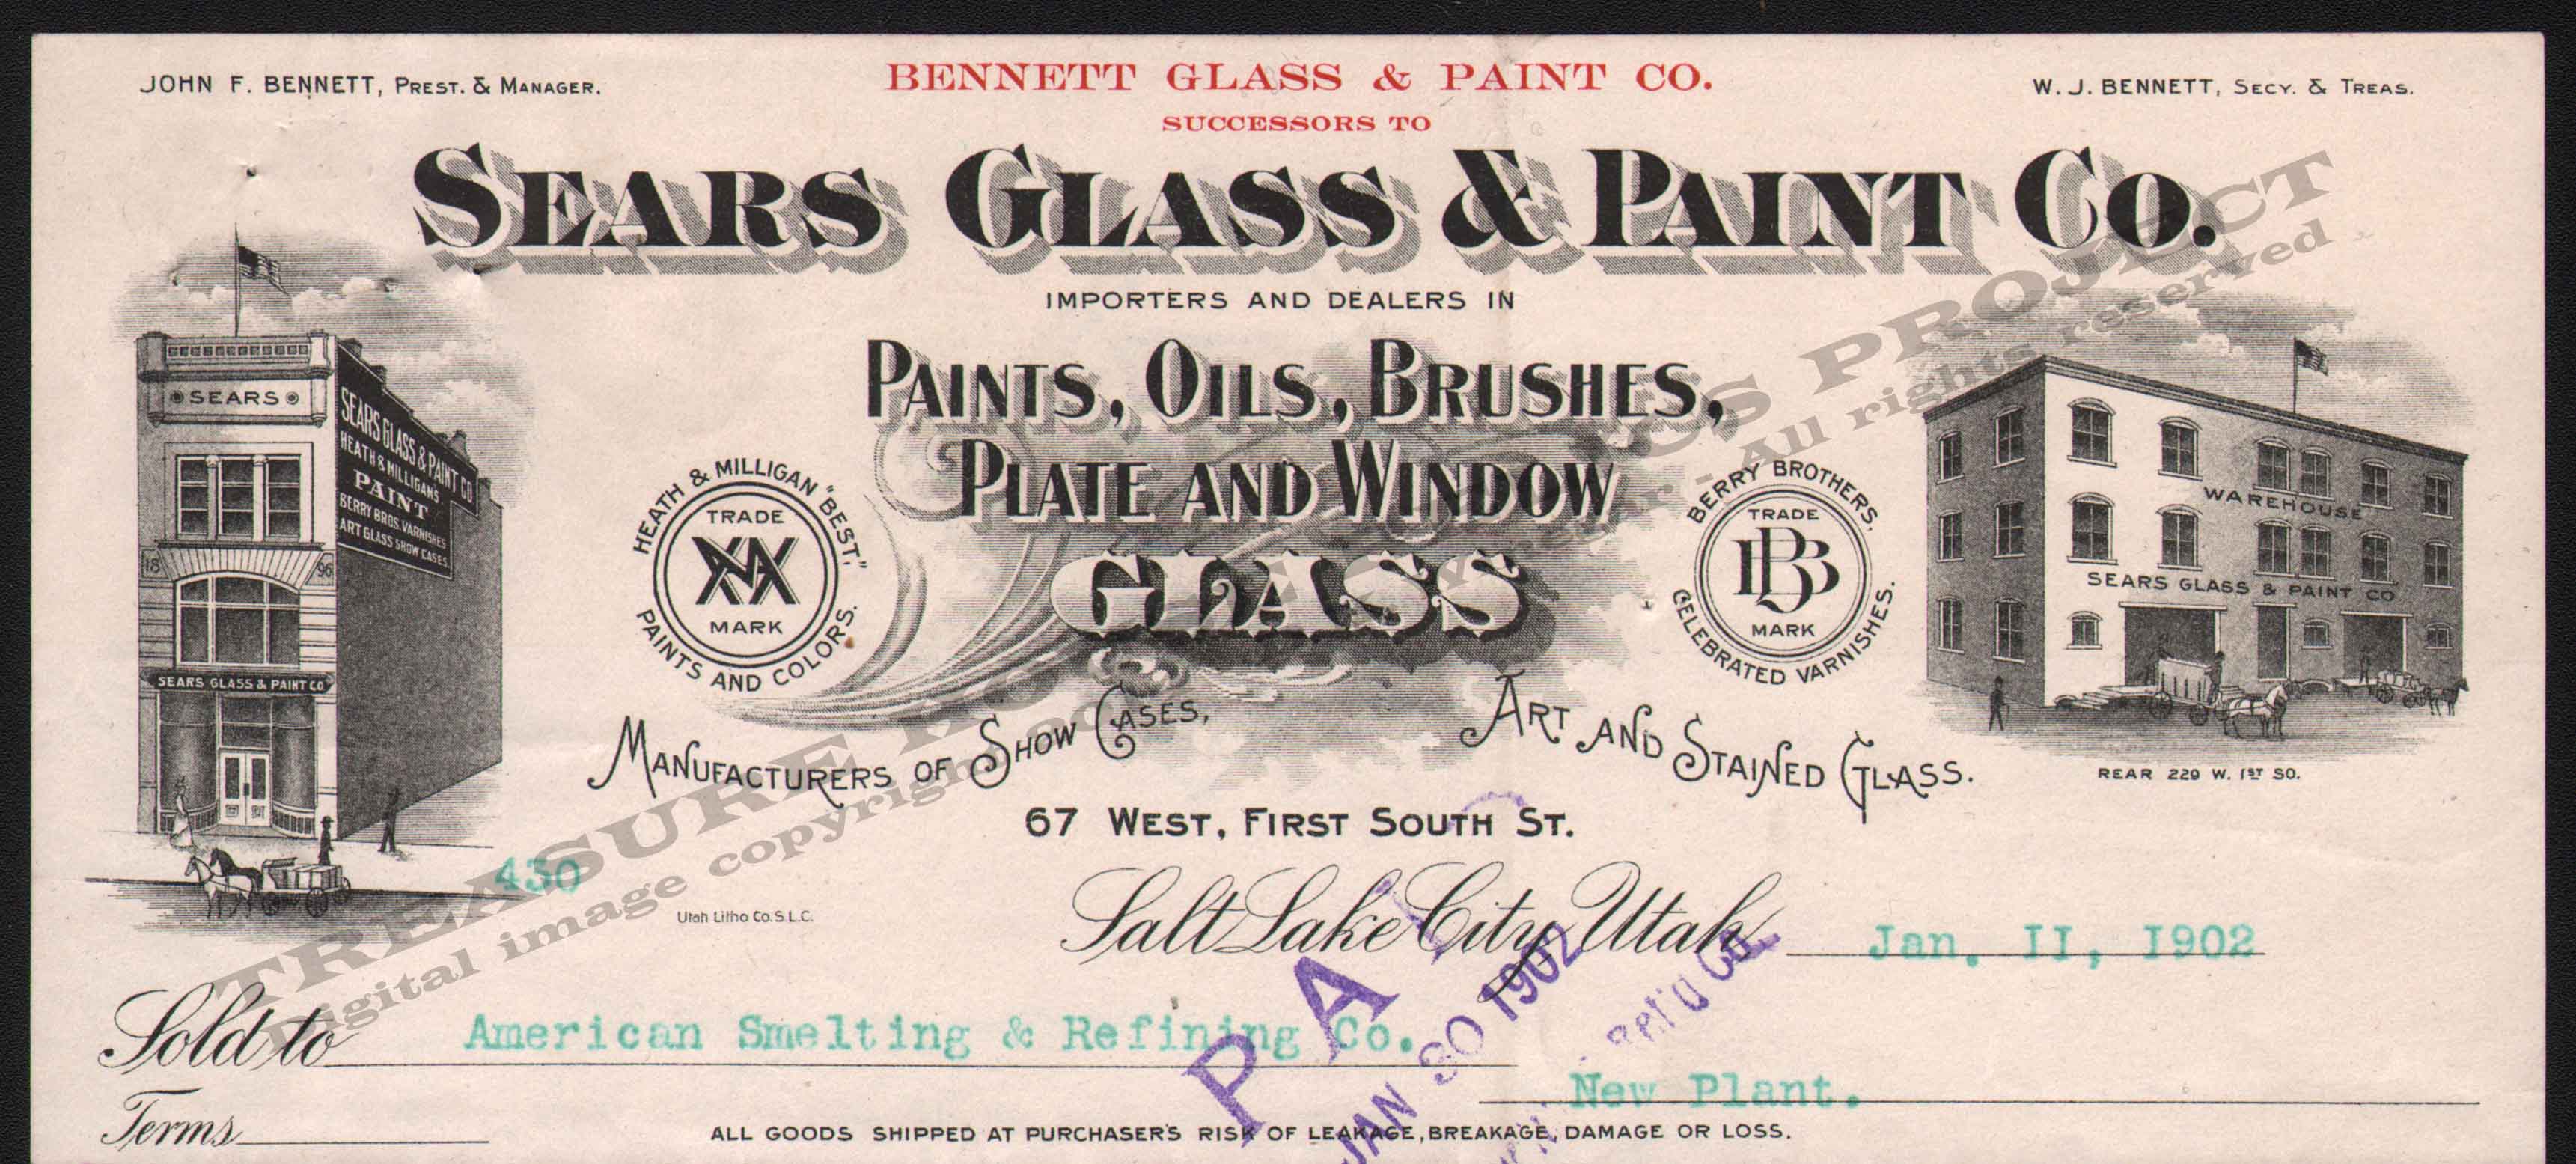 JOHN F. BENNETT, PREST. & MANAGER.
BENNETT GLASS & PAINT CO.
W. J. BENNETT, SECY. & TREAS.
SUCCESSORS TO
SEARS GLASS & PAINT CO.
IMPORTERS AND DEALERS IN
PAINTS, OILS, BRUSHES,
PLATE AND WINDOW
GLASS
SEARS
SEARS GLASS & PAINT CO
HEATH & MILLIGANS
PAINT
BERRY BROS. VARNISHES
ART GLASS SHOW CASES
18 96
SEARS GLASS & PAINT CO
HEATH & MILLIGAN "BEST,"
TRADE
MARK
PAINTS AND COLORS.
BERRY BROTHERS,
TRADE
BB
MARK
CELEBRATED VARNISHES.
WAREHOUSE
SEARS GLASS & PAINT CO
REAR 229 W. 1ST SO.
MANUFACTURERS OF SHOW CASES,
ART AND STAINED GLASS.
67 WEST, FIRST SOUTH ST.
430
Utah Litho Co. S.L.C.
Salt Lake City, Utah Jan. II, I902
Sold to American Smelting & Refining Co.
New Plant.
Terms
ALL GOODS SHIPPED AT PURCHASER'S RISK OF LEAKAGE, BREAKAGE, DAMAGE OR LOSS.
PA
JAN 30 1902
TREASURE PROJECT
Digital image copyright All rights reserved